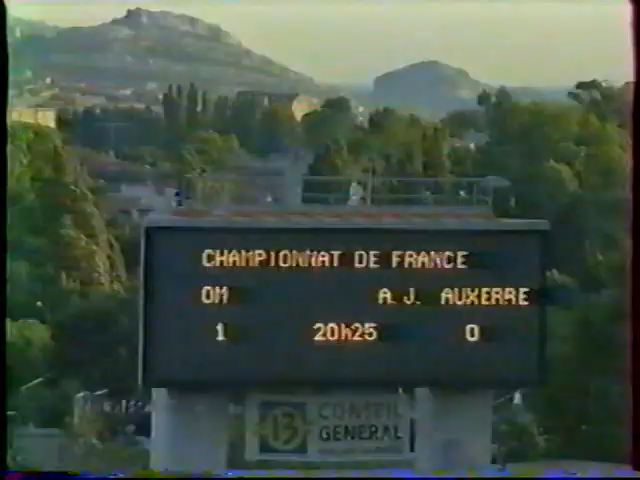 CHAMPIONNAT DE FRANCE
OM A.J. AUXERRE
1 20h25 0
13 CONSEIL
GENERAL